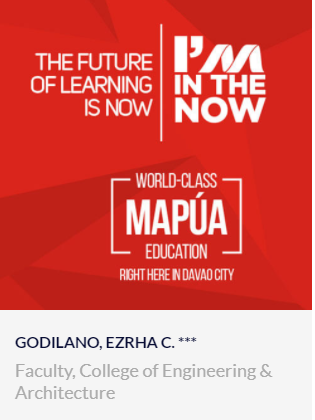 THE FUTURE
OF LEARNING
IS NOW
I'M
IN THE
NOW
WORLD-CLASS
MAPÚA
EDUCATION
RIGHT HERE IN DAVAO CITY
GODILANO, EZRHA C. ***
Faculty, College of Engineering &
Architecture